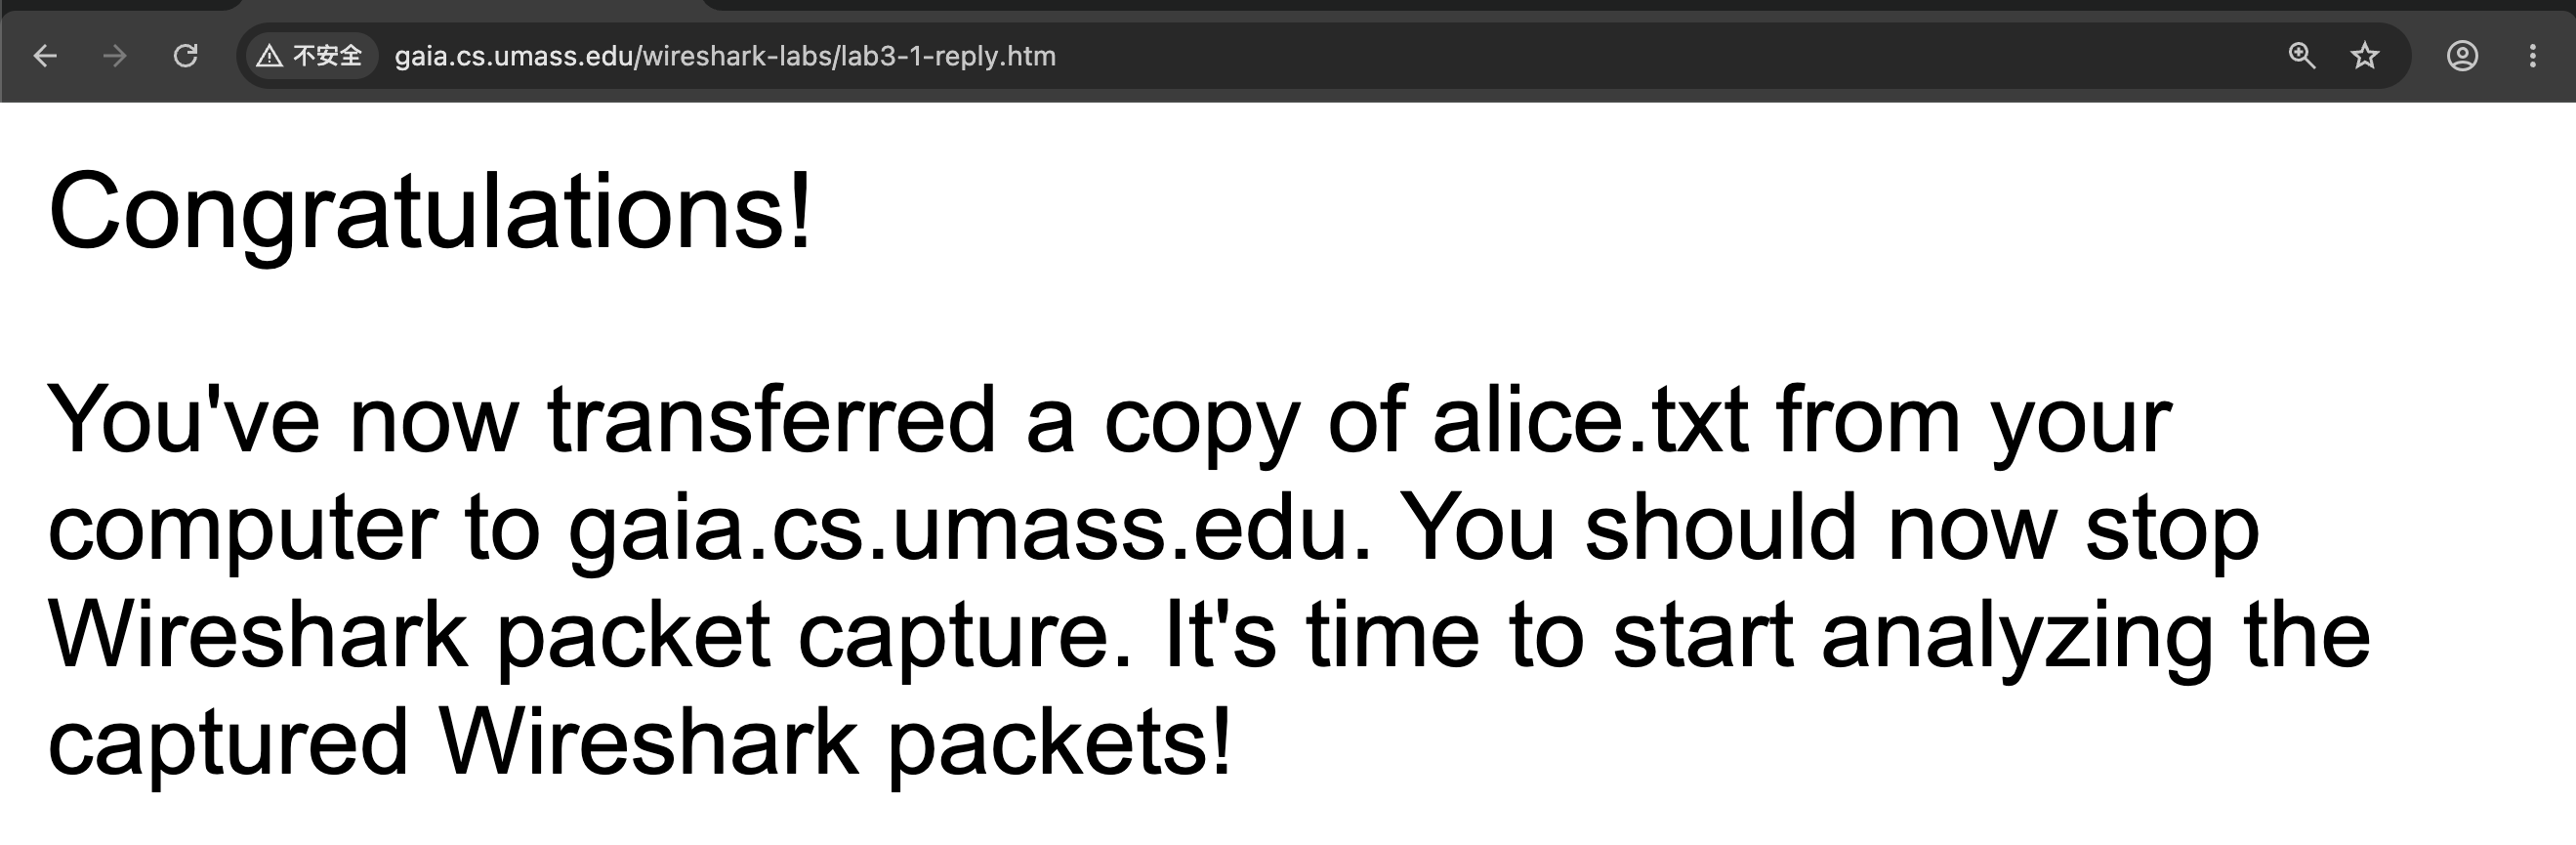 不安全 gaia.cs.umass.edu/wireshark-labs/lab3-1-reply.htm
Congratulations!
You've now transferred a copy of alice.txt from your
computer to gaia.cs.umass.edu. You should now stop
Wireshark packet capture. It's time to start analyzing the
captured Wireshark packets!